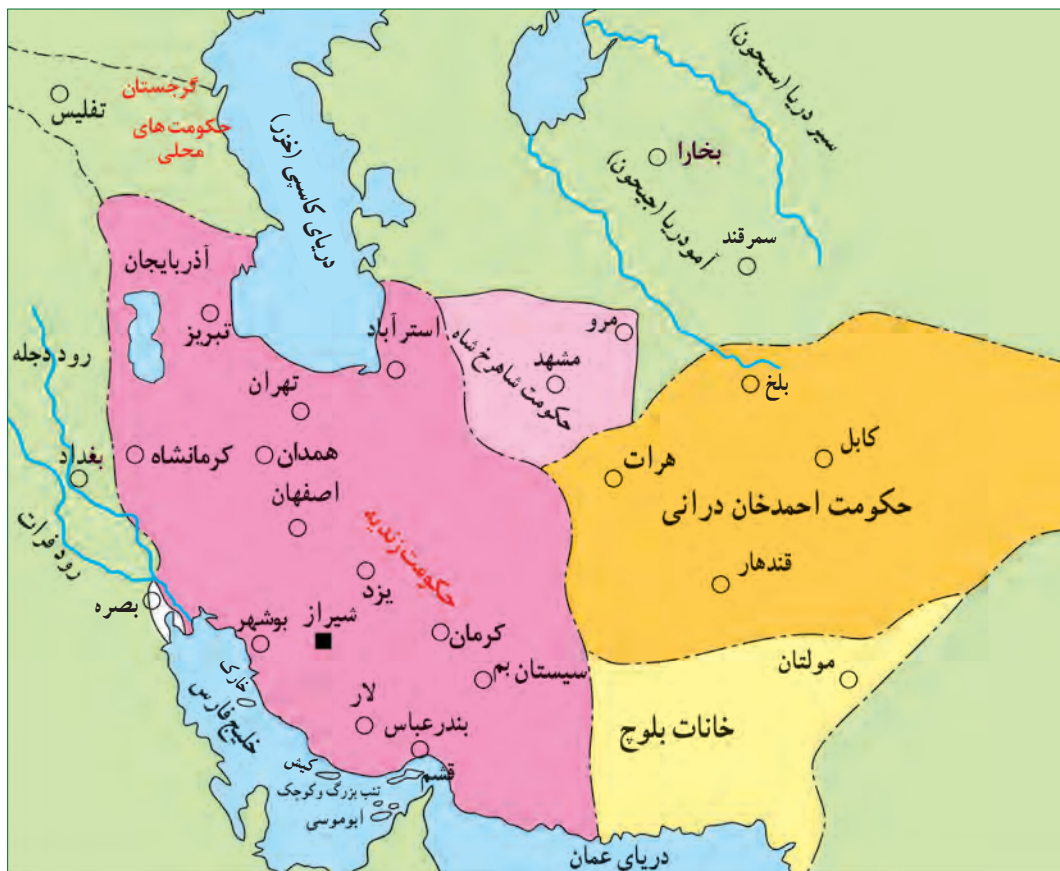 گرجستان
تفلیس
حکومت‌های
محلی
دریای کاسپی (خزر)
سیر دریا (سیحون)
بخارا
آمودریا (جیحون)
سمرقند
آذربایجان
تبریز
استرآباد
مرو
مشهد
حکومت شاهرخ شاه
رود دجله
تهران
بلخ
بغداد
کرمانشاه
همدان
هرات
کابل
اصفهان
حکومت احمدخان درانی
رود فرات
حکومت زندیه
یزد
قندهار
بصره
بوشهر
شیراز
کرمان
سیستان بم
مولتان
خارک
خلیج فارس
لار
بندرعباس
خانات بلوچ
کیش
قشم
تنب بزرگ وکوچک
ابوموسی
دریای عمان